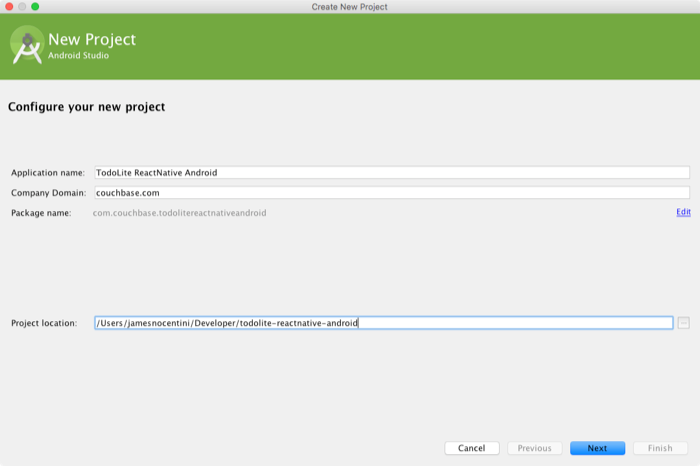 Create New Project
New Project
Android Studio
Configure your new project
Application name: TodoLite ReactNative Android
Company Domain: couchbase.com
Package name: com.couchbase.todolitereactnativeandroid Edit
Project location: /Users/jamesnocentini/Developer/todolite-reactnative-android ...
Cancel Previous Next Finish